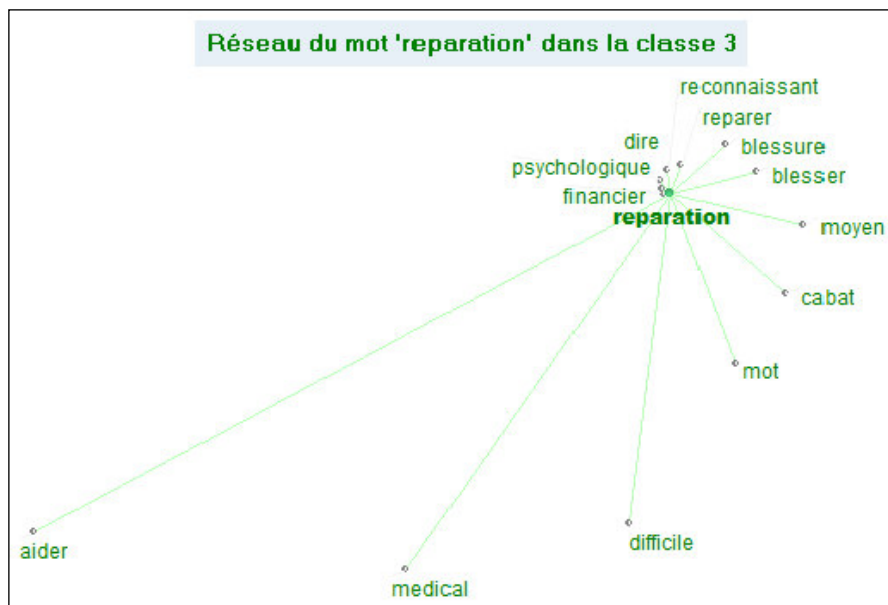 Réseau du mot 'reparation' dans la classe 3
reconnaissant
reparer
dire
blessure
psychologique
blesser
financier
reparation
moyen
cabat
mot
difficile
aider
medical